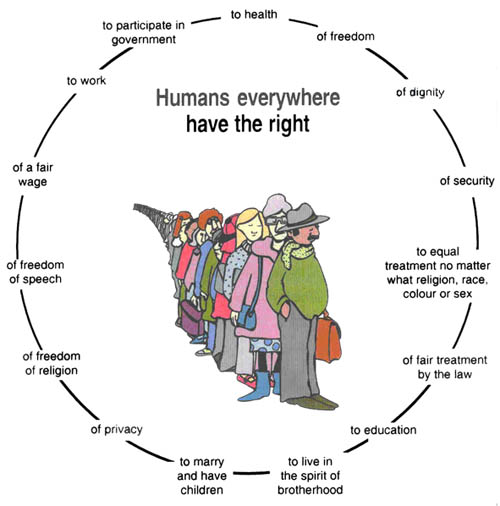 Humans everywhere
have the right
to health
of freedom
of dignity
of security
to equal
treatment no matter
what religion, race,
colour or sex
of fair treatment
by the law
to education
to live in
the spirit of
brotherhood
to marry
and have
children
of privacy
of freedom
of religion
of freedom
of speech
of a fair
wage
to work
to participate in
government